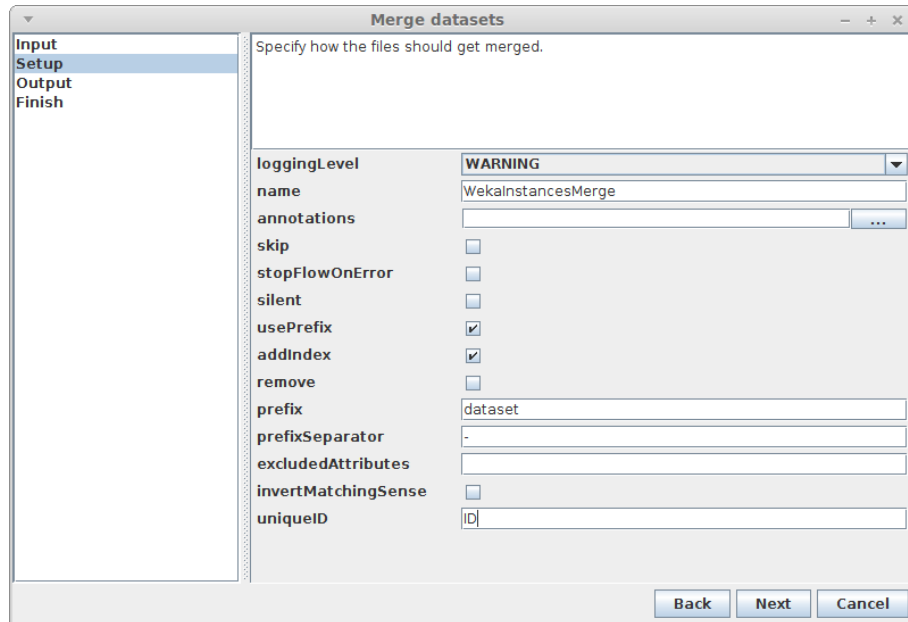 Merge datasets
Input
Setup
Output
Finish
Specify how the files should get merged.
loggingLevel WARNING
name WekaInstancesMerge
annotations ...
skip
stopFlowOnError
silent
usePrefix
addIndex
remove
prefix dataset
prefixSeparator -
excludedAttributes
invertMatchingSense
uniqueID ID
Back Next Cancel